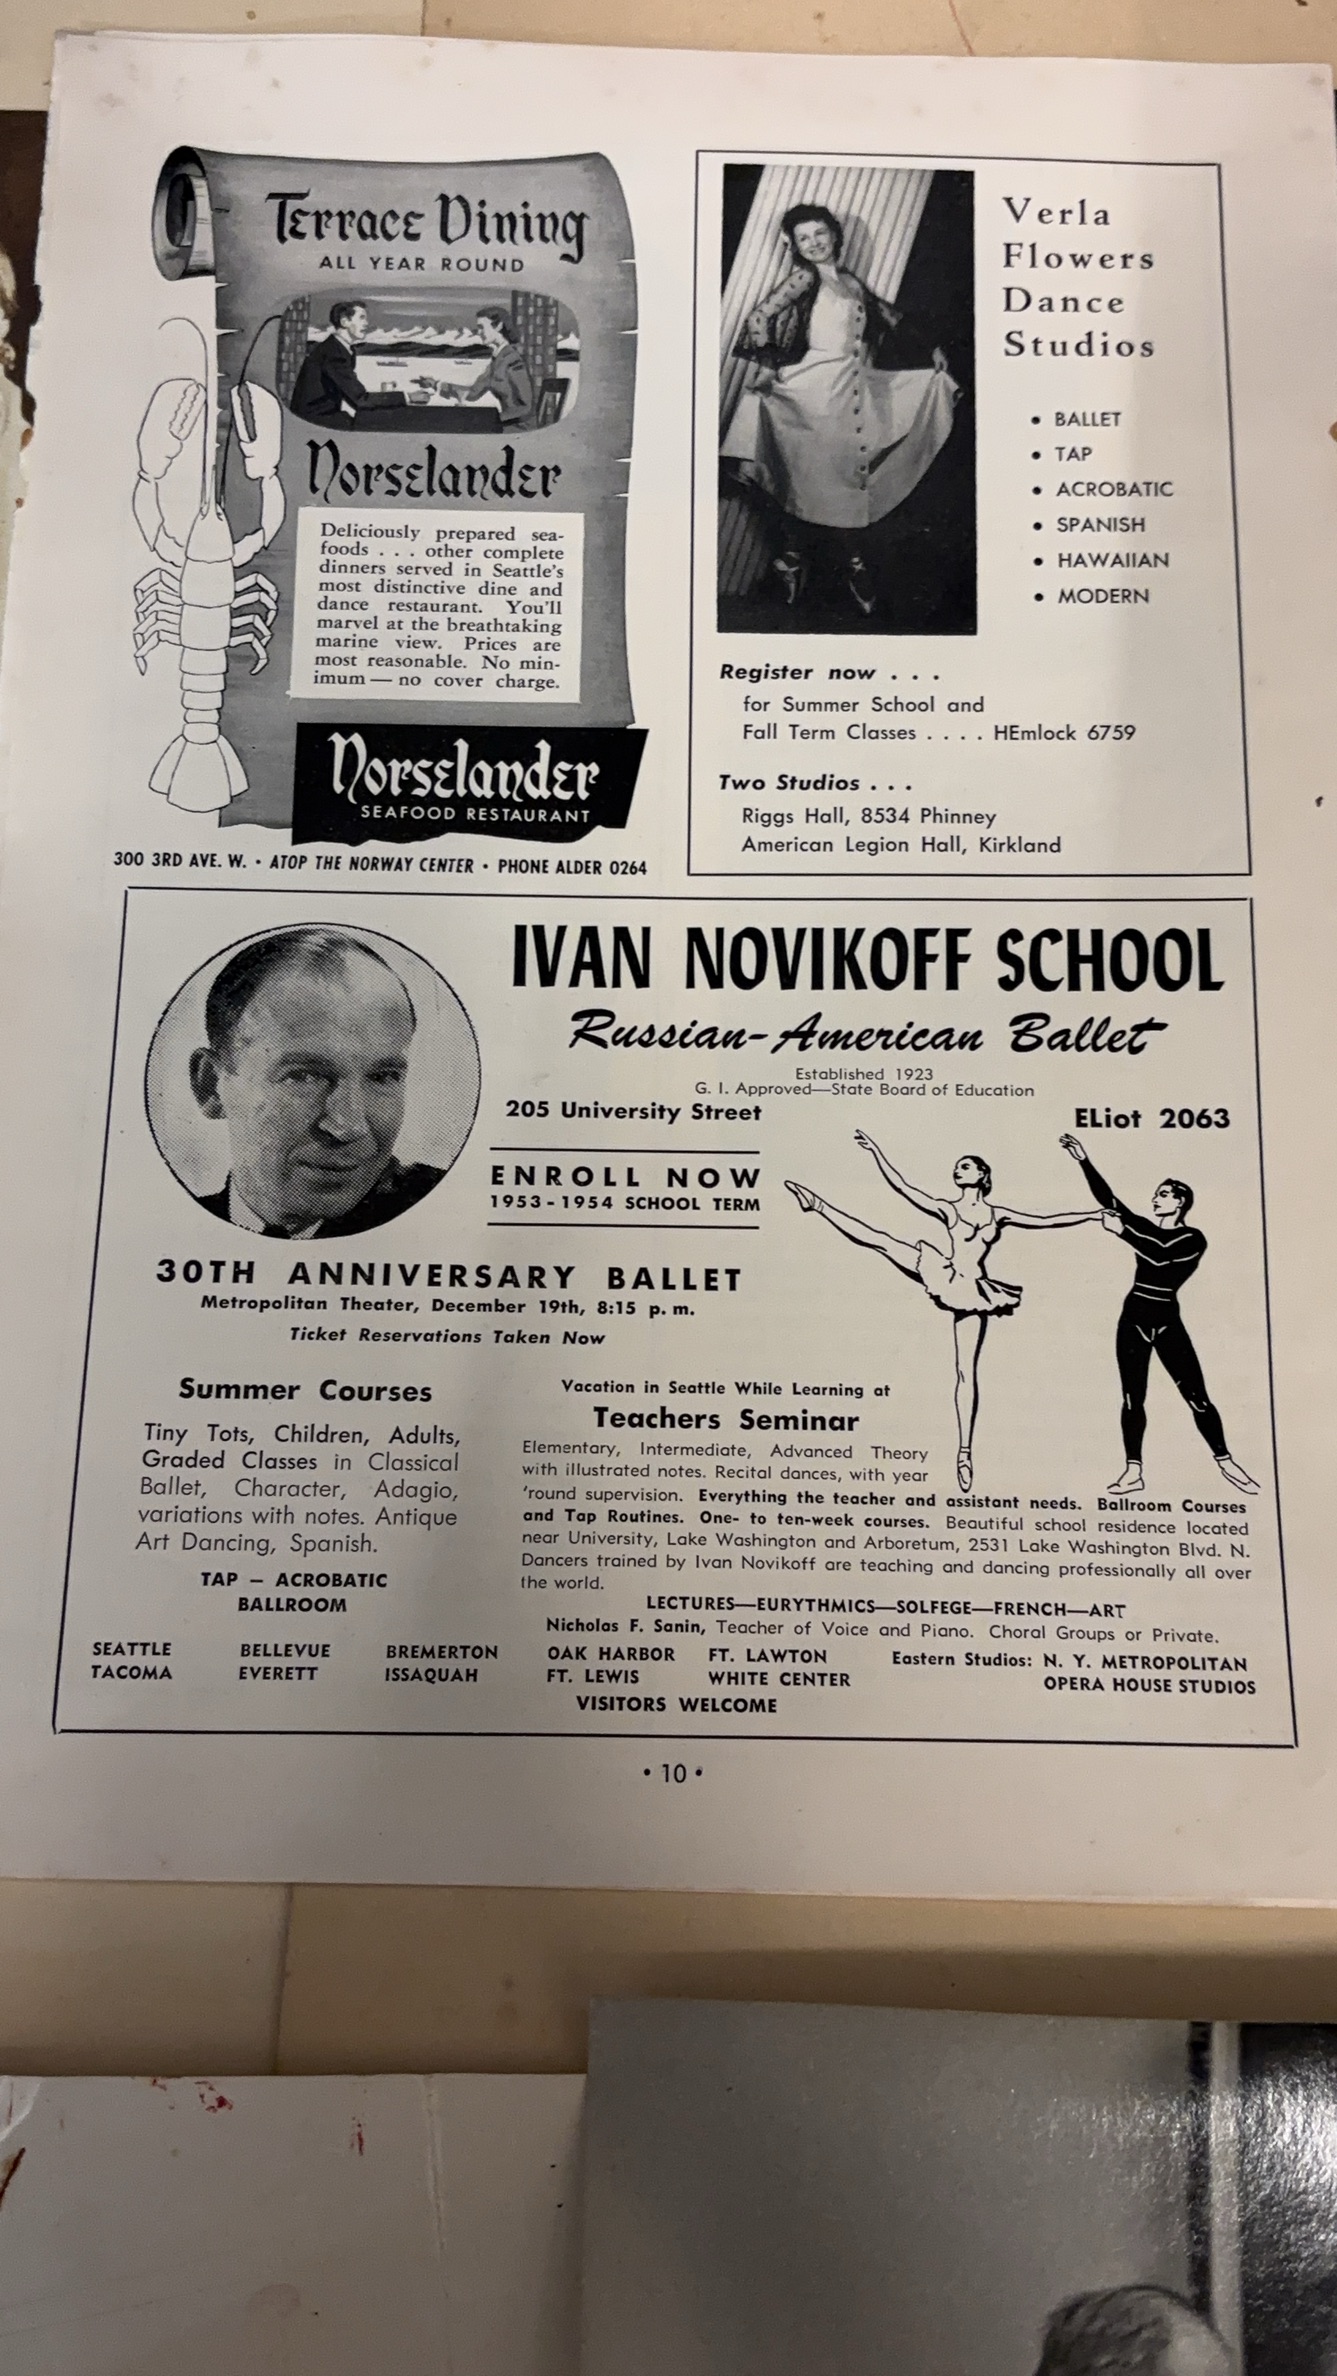 Terrace Dining
ALL YEAR ROUND
Norselander
Deliciously prepared sea-
foods . . . other complete
dinners served in Seattle's
most distinctive dine and
dance restaurant. You'll
marvel at the breathtaking
marine view. Prices are
most reasonable. No min-
imum — no cover charge.
Norselander
SEAFOOD RESTAURANT
300 3RD AVE. W. • ATOP THE NORWAY CENTER • PHONE ALDER 0264
Verla
Flowers
Dance
Studios
• BALLET
• TAP
• ACROBATIC
• SPANISH
• HAWAIIAN
• MODERN
Register now . . .
for Summer School and
Fall Term Classes . . . . HEmlock 6759
Two Studios . . .
Riggs Hall, 8534 Phinney
American Legion Hall, Kirkland
IVAN NOVIKOFF SCHOOL
Russian-American Ballet
Established 1923
G. I. Approved—State Board of Education
205 University Street
ELiot 2063
ENROLL NOW
1953-1954 SCHOOL TERM
30TH ANNIVERSARY BALLET
Metropolitan Theater, December 19th, 8:15 p. m.
Ticket Reservations Taken Now
Summer Courses
Tiny Tots, Children, Adults,
Graded Classes in Classical
Ballet, Character, Adagio,
variations with notes. Antique
Art Dancing, Spanish.
TAP – ACROBATIC
BALLROOM
Vacation in Seattle While Learning at
Teachers Seminar
Elementary, Intermediate, Advanced Theory
with illustrated notes. Recital dances, with year
'round supervision. Everything the teacher and assistant needs. Ballroom Courses
and Tap Routines. One- to ten-week courses. Beautiful school residence located
near University, Lake Washington and Arboretum, 2531 Lake Washington Blvd. N.
Dancers trained by Ivan Novikoff are teaching and dancing professionally all over
the world.
LECTURES—EURYTHMICS—SOLFEGE—FRENCH—ART
Nicholas F. Sanin, Teacher of Voice and Piano. Choral Groups or Private.
SEATTLE BELLEVUE BREMERTON OAK HARBOR FT. LAWTON Eastern Studios: N. Y. METROPOLITAN
TACOMA EVERETT ISSAQUAH FT. LEWIS WHITE CENTER OPERA HOUSE STUDIOS
VISITORS WELCOME
• 10 •